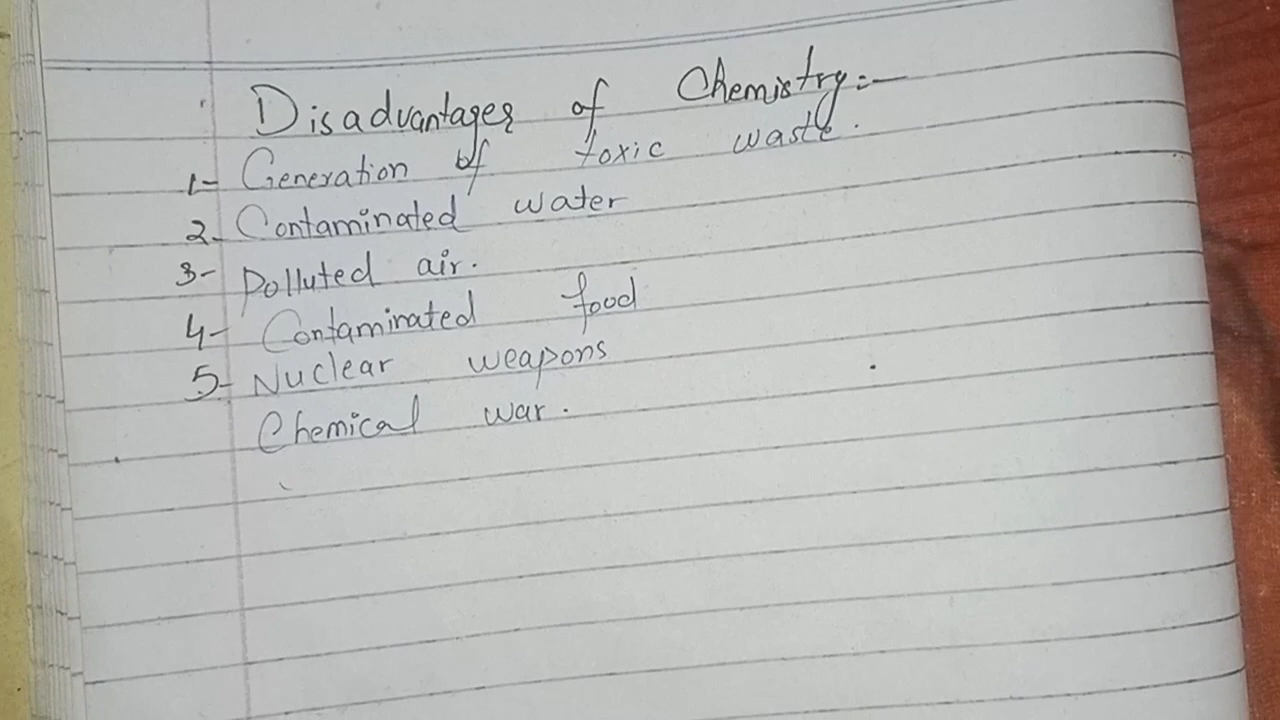 Disadvantages of Chemistry:-
1- Generation of toxic waste.
2- Contaminated water
3- Polluted air.
4- Contaminated food
5- Nuclear weapons
Chemical war.